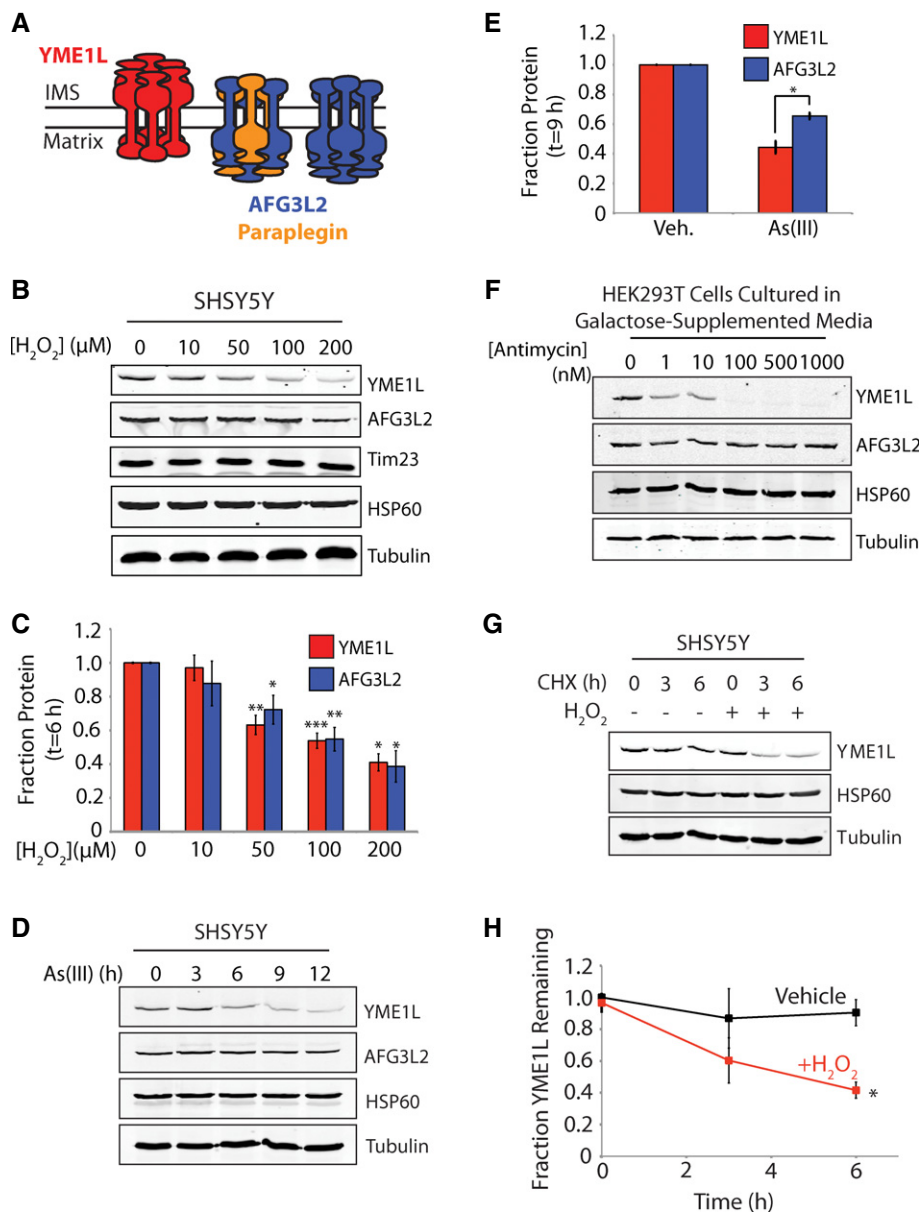 A
YME1L
IMS
Matrix
AFG3L2
Paraplegin
B
SHSY5Y
[H₂O₂] (µM) 0 10 50 100 200
YME1L
AFG3L2
Tim23
HSP60
Tubulin
C
1.2
1.0
0.8
0.6
0.4
0.2
0
Fraction Protein
(t=6 h)
YME1L
AFG3L2
** * *** ** * *
[H₂O₂](µM) 0 10 50 100 200
D
SHSY5Y
As(III) (h) 0 3 6 9 12
YME1L
AFG3L2
HSP60
Tubulin
E
1.2
1.0
0.8
0.6
0.4
0.2
0
Fraction Protein
(t=9 h)
YME1L
AFG3L2
*
Veh. As(III)
F
HEK293T Cells Cultured in
Galactose-Supplemented Media
[Antimycin] 0 1 10 100 500 1000
(nM)
YME1L
AFG3L2
HSP60
Tubulin
G
SHSY5Y
CHX (h) 0 3 6 0 3 6
H₂O₂ - - - + + +
YME1L
HSP60
Tubulin
H
1.2
1.0
0.8
0.6
0.4
0.2
0
Fraction YME1L Remaining
Vehicle
+H₂O₂
*
0 2 4 6
Time (h)